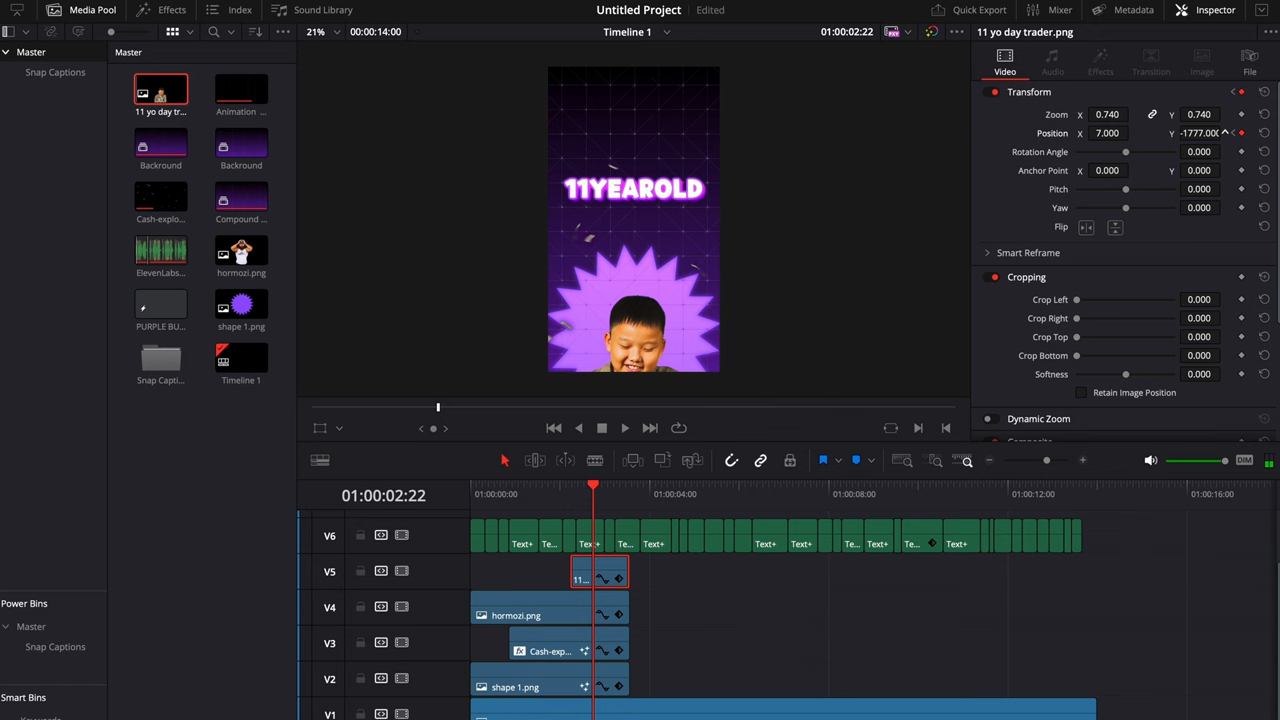 Media Pool Effects Index Sound Library Untitled Project Edited Quick Export Mixer Metadata Inspector
21% 00:00:14:00 Timeline 1 01:00:02:22 11 yo day trader.png
Master Master
Snap Captions
Video Audio Effects Transition Image File
11 yo day tr... Animation ...
Transform
Zoom X 0.740 Y 0.740
Position X 7.000 Y -1777.000
Rotation Angle 0.000
Backround Backround
Anchor Point X 0.000 Y 0.000
Pitch 0.000
Yaw 0.000
Cash-explo... Compound ...
Flip
11YEAROLD
Smart Reframe
ElevenLabs... hormozi.png
Cropping
Crop Left 0.000
Crop Right 0.000
PURPLE BU... shape 1.png
Crop Top 0.000
Crop Bottom 0.000
Softness 0.000
Snap Capti... Timeline 1
Retain Image Position
Dynamic Zoom
Composite
DIM
01:00:02:22 01:00:00:00 01:00:04:00 01:00:08:00 01:00:12:00 01:00:16:00
V6 Text+ Te... Text+ Te... Text+ Text+ Text+ Te... Text+ Te... Text+
V5 11...
Power Bins
V4 hormozi.png
Master
Snap Captions
V3 fx Cash-exp...
V2 shape 1.png
Smart Bins
V1